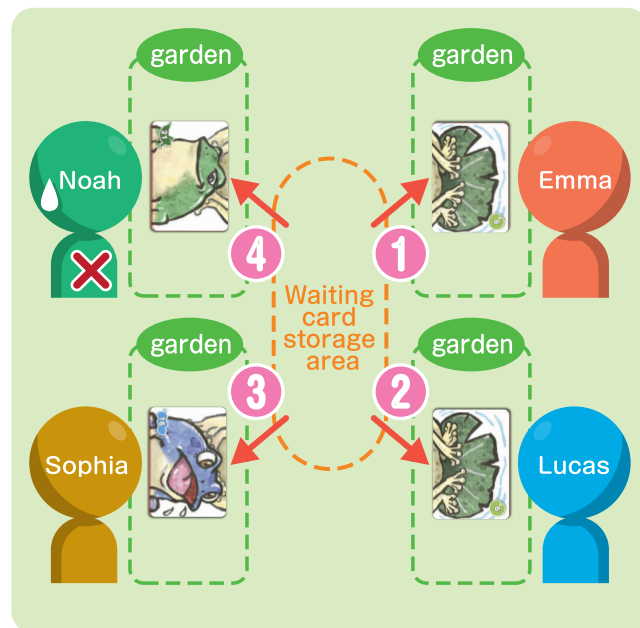 garden
garden
Noah
Emma
4
1
Waiting
card
storage
area
garden
garden
3
2
Sophia
Lucas